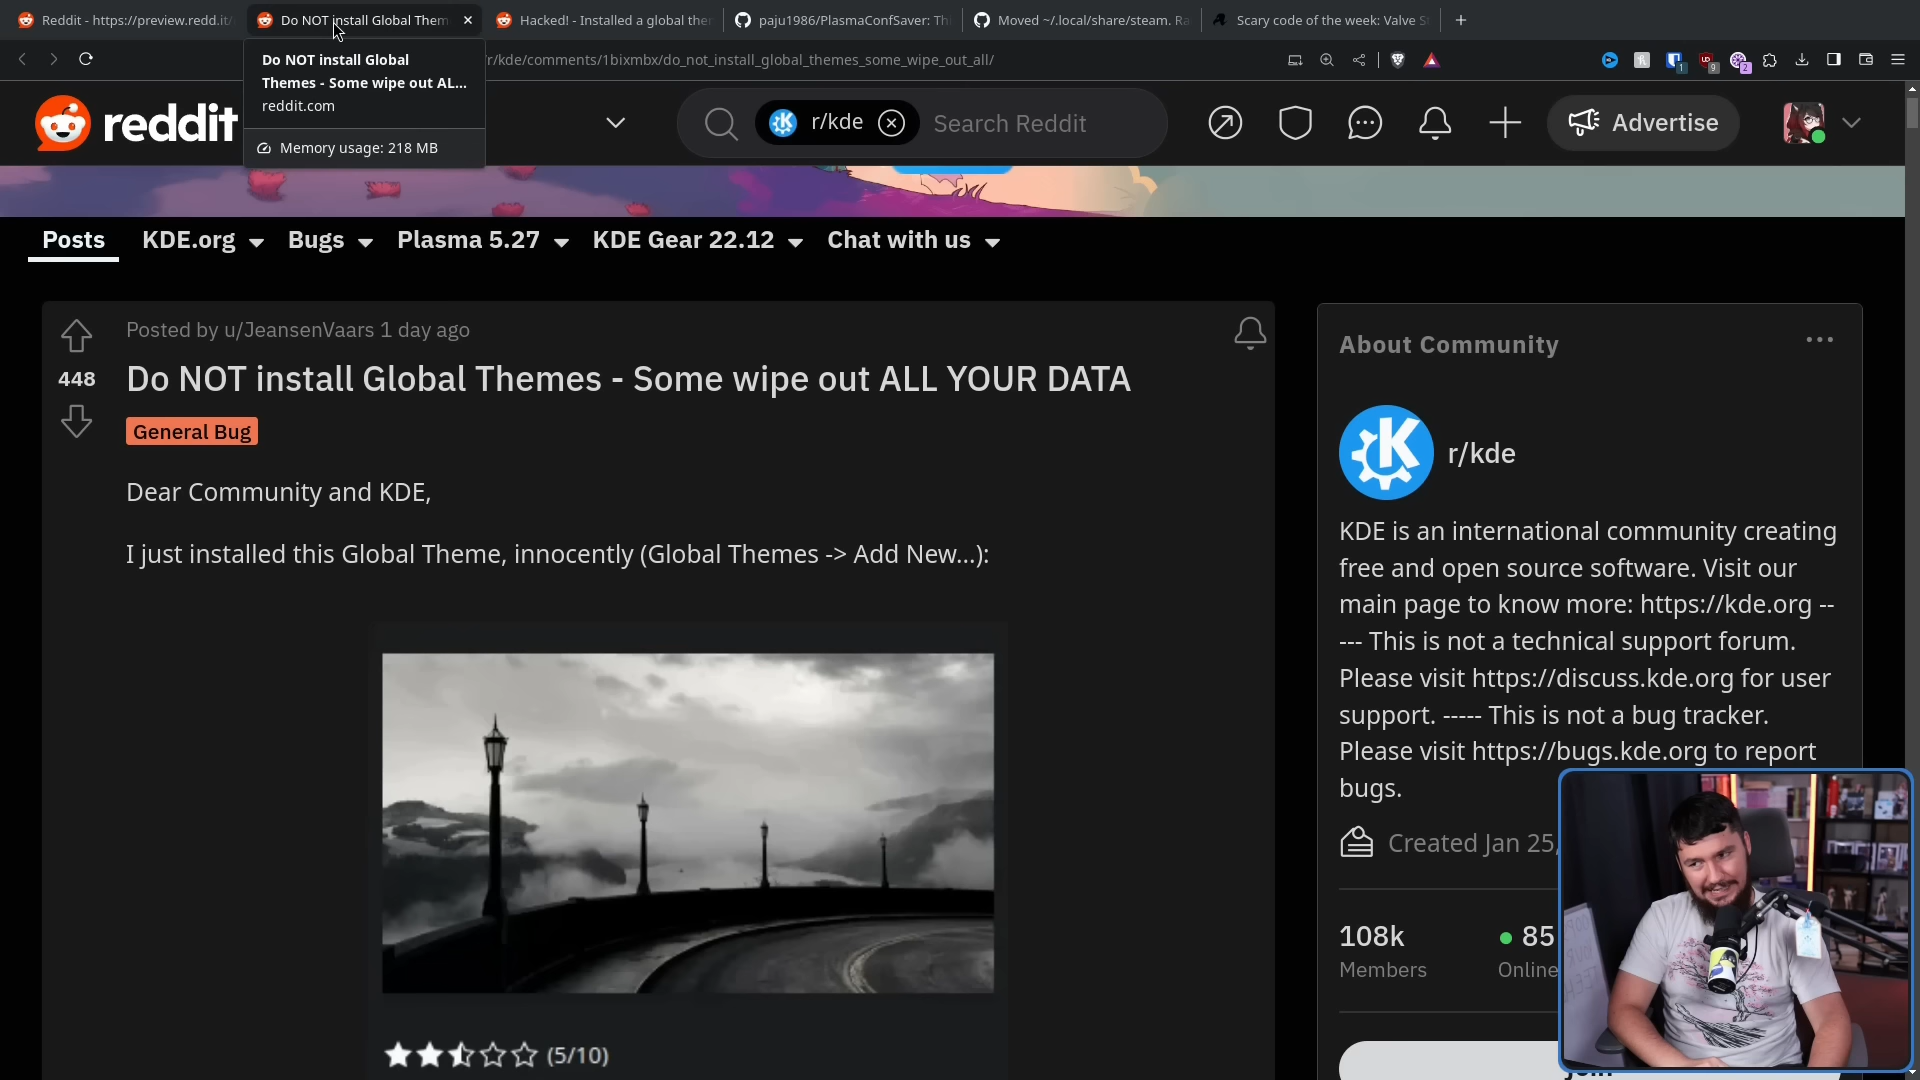 Reddit - https://preview.redd.it/
Do NOT install Global Them
Hacked! - Installed a global them
paju1986/PlasmaConfSaver: Thi
Moved ~/.local/share/steam. Ra
Scary code of the week: Valve St
r/kde/comments/1bixmbx/do_not_install_global_themes_some_wipe_out_all/
1
9
2
Do NOT install Global
Themes - Some wipe out AL...
reddit.com
Memory usage: 218 MB
reddit
r/kde
Search Reddit
Advertise
Posts
KDE.org
Bugs
Plasma 5.27
KDE Gear 22.12
Chat with us
Posted by u/JeansenVaars 1 day ago
448
Do NOT install Global Themes - Some wipe out ALL YOUR DATA
General Bug
Dear Community and KDE,
I just installed this Global Theme, innocently (Global Themes -> Add New...):
(5/10)
About Community
r/kde
KDE is an international community creating
free and open source software. Visit our
main page to know more: https://kde.org --
--- This is not a technical support forum.
Please visit https://discuss.kde.org for user
support. ----- This is not a bug tracker.
Please visit https://bugs.kde.org to report
bugs.
Created Jan 25,
108k
Members
85
Online